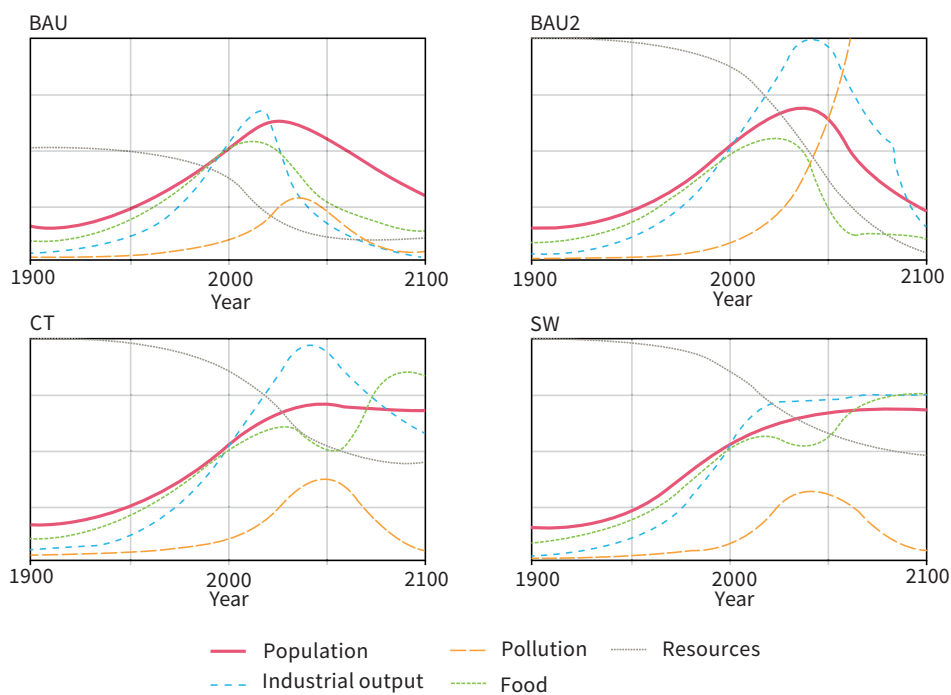 BAU
1900 2000 2100
Year
BAU2
1900 2000 2100
Year
CT
1900 2000 2100
Year
SW
1900 2000 2100
Year
Population Pollution Resources
Industrial output Food